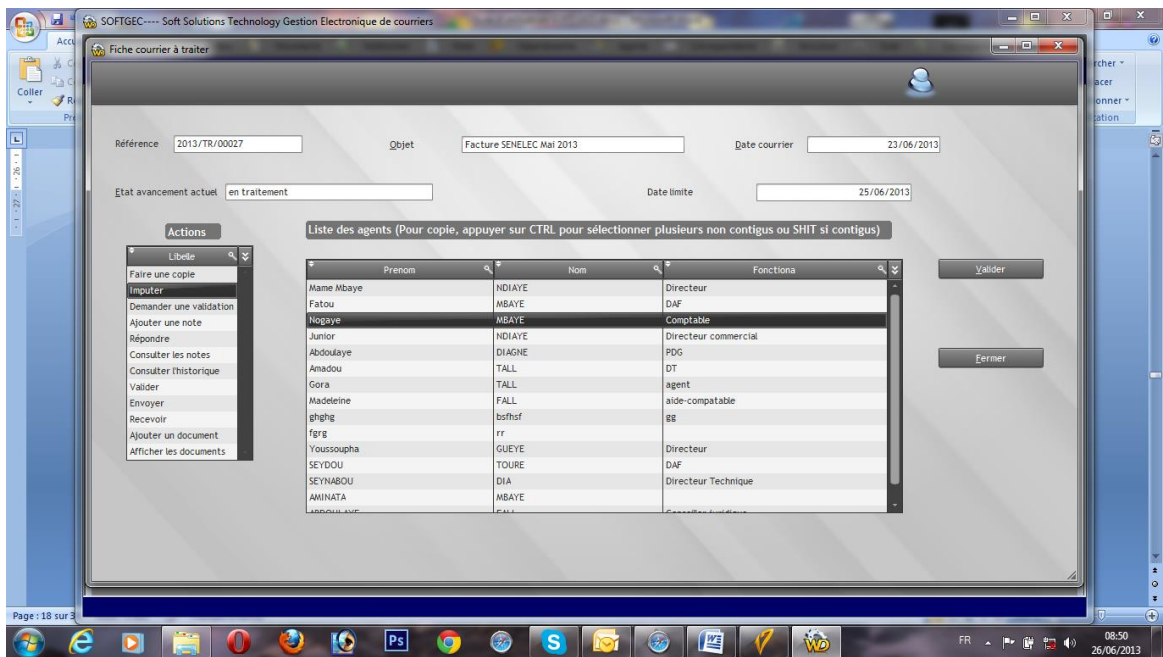 SOFTGEC---- Soft Solutions Technology Gestion Electronique de courriers
Accu
Fiche courrier à traiter
Coller
rcher
acer
onner
Référence 2013/TR/00027 Objet Facture SENELEC Mai 2013 Date courrier 23/06/2013
Etat avancement actuel en traitement Date limite 25/06/2013
Actions
Liste des agents (Pour copie, appuyer sur CTRL pour sélectionner plusieurs non contigus ou SHIT si contigus)
Libelle
Faire une copie
Imputer
Demander une validation
Ajouter une note
Répondre
Consulter les notes
Consulter l'historique
Valider
Envoyer
Recevoir
Ajouter un document
Afficher les documents
Prenom Nom Fonctiona
Mame Mbaye NDIAYE Directeur
Fatou MBAYE DAF
Nogaye MBAYE Comptable
Junior NDIAYE Directeur commercial
Abdoulaye DIAGNE PDG
Amadou TALL DT
Gora TALL agent
Madeleine FALL aide-compatable
ghghg bsfhsf gg
fgrg rr
Youssoupha GUEYE Directeur
SEYDOU TOURE DAF
SEYNABOU DIA Directeur Technique
AMINATA MBAYE
Valider
Fermer
Page : 18 sur 3
FR
08:50
26/06/2013